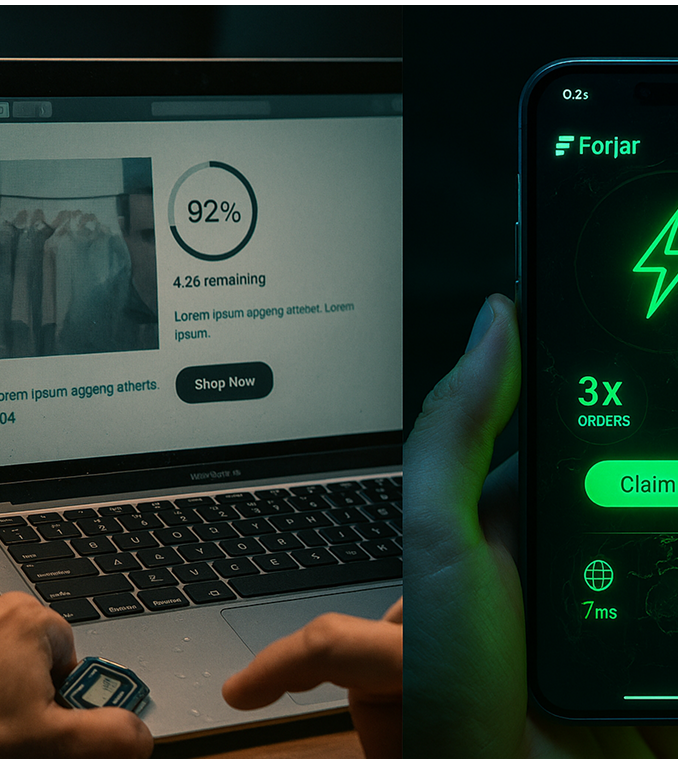 92%
4.26 remaining
Lorem ipsum apgeng attebet. Lorem
ipsum.
Shop Now
orem ipsum aggeng atherts.
04
0.2s
Forjar
3x
ORDERS
Claim
7ms